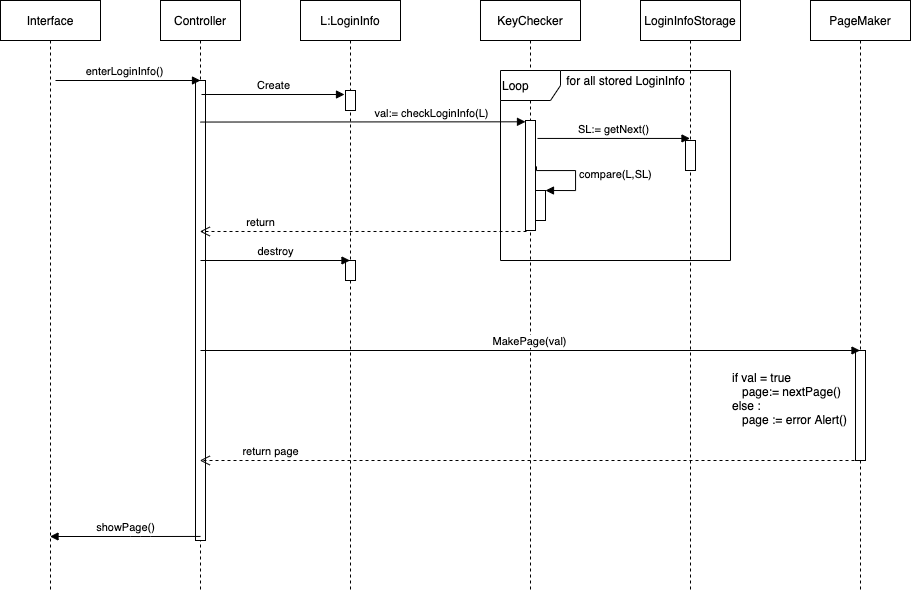 Interface
Controller
L:LoginInfo
KeyChecker
LoginInfoStorage
PageMaker
enterLoginInfo()
Create
Loop
for all stored LoginInfo
val:= checkLoginInfo(L)
SL:= getNext()
compare(L,SL)
return
destroy
MakePage(val)
if val = true
page:= nextPage()
else :
page := error Alert()
return page
showPage()